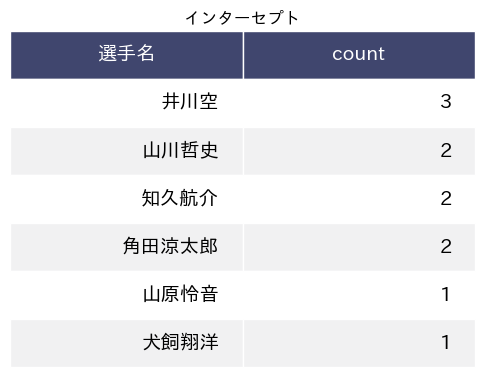 インターセプト
選手名 count
井川空 3
山川哲史 2
知久航介 2
角田涼太郎 2
山原怜音 1
犬飼翔洋 1